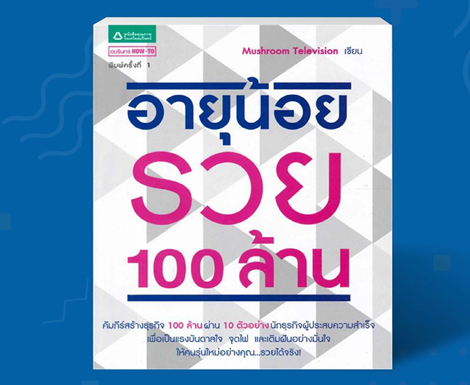 Mushroom Television เขียน
อมรินทร์ HOW-TO
พิมพ์ครั้งที่ 1
อายุน้อย
รวย
100 ล้าน
คัมภีร์สร้างธุรกิจ 100 ล้าน ผ่าน 10 ตัวอย่าง นักธุรกิจผู้ประสบความสำเร็จ
เพื่อเป็นแรงบันดาลใจ จุดไฟ และเติมฝันอย่างมั่นใจ
ให้คนรุ่นใหม่อย่างคุณ...รวยได้จริง!